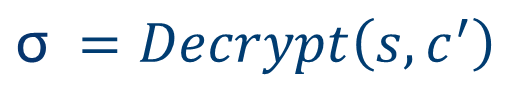 σ = Decrypt(s, c′)